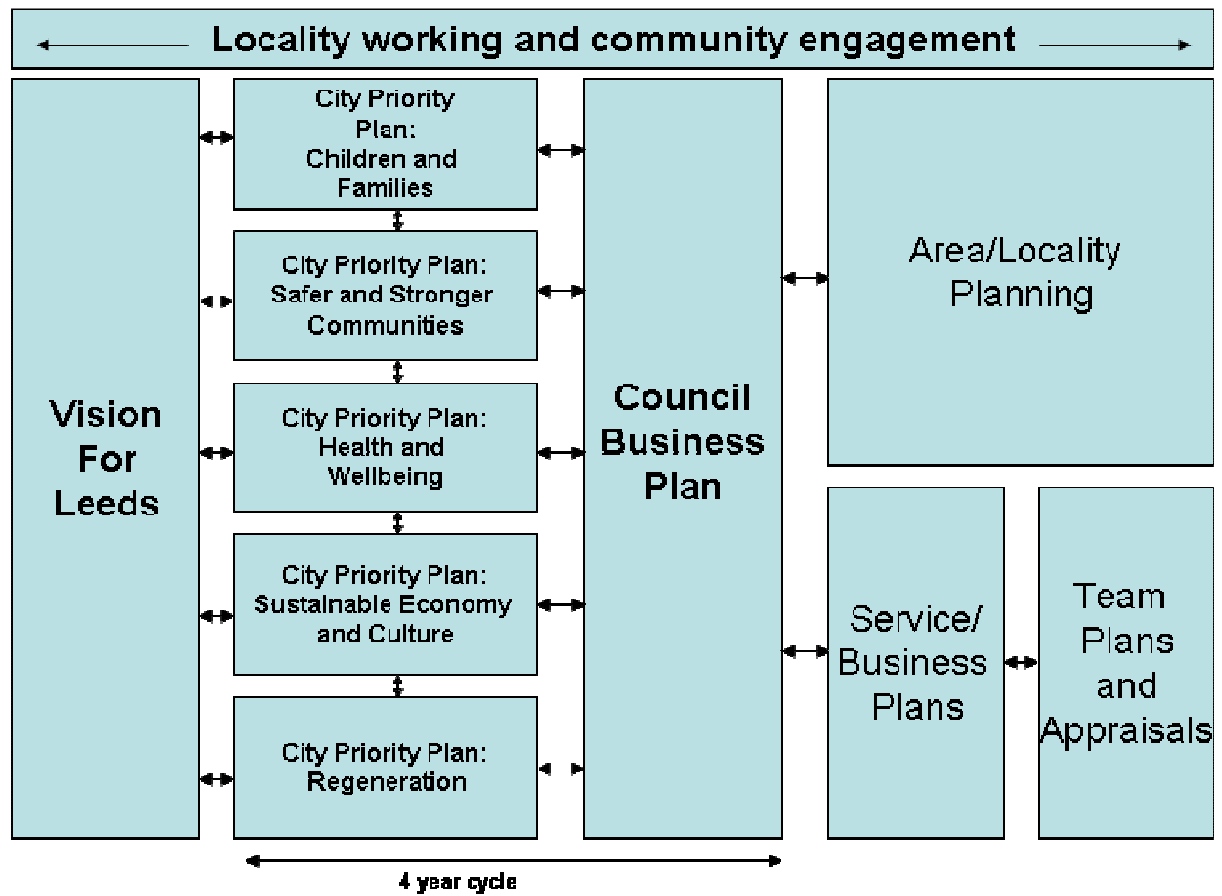 Locality working and community engagement
Vision
For
Leeds
City Priority
Plan:
Children and
Families
City Priority Plan:
Safer and Stronger
Communities
City Priority Plan:
Health and
Wellbeing
City Priority Plan:
Sustainable Economy
and Culture
City Priority Plan:
Regeneration
Council
Business
Plan
Area/Locality
Planning
Service/
Business
Plans
Team
Plans
and
Appraisals
4 year cycle